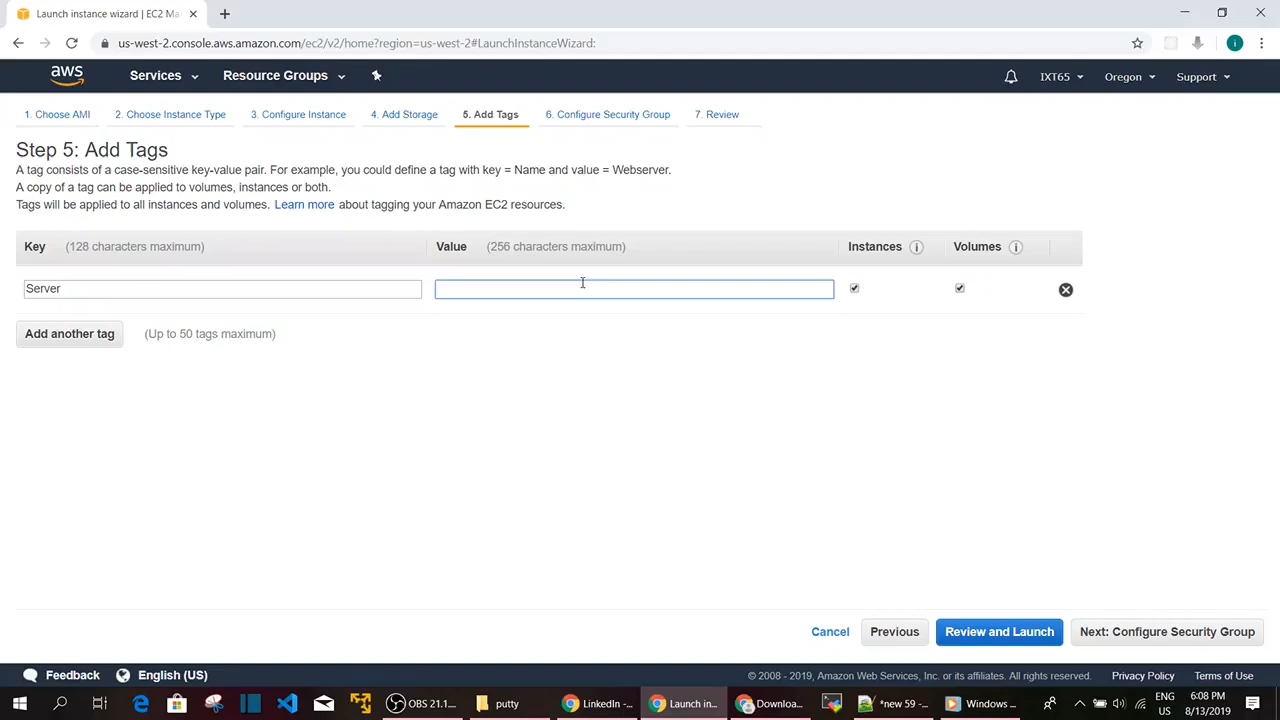 Launch instance wizard | EC2 Ma
us-west-2.console.aws.amazon.com/ec2/v2/home?region=us-west-2#LaunchInstanceWizard:
aws Services Resource Groups IXT65 Oregon Support
1. Choose AMI 2. Choose Instance Type 3. Configure Instance 4. Add Storage 5. Add Tags 6. Configure Security Group 7. Review
Step 5: Add Tags
A tag consists of a case-sensitive key-value pair. For example, you could define a tag with key = Name and value = Webserver.
A copy of a tag can be applied to volumes, instances or both.
Tags will be applied to all instances and volumes. Learn more about tagging your Amazon EC2 resources.
Key (128 characters maximum) Value (256 characters maximum) Instances Volumes
Server
Add another tag (Up to 50 tags maximum)
Cancel Previous Review and Launch Next: Configure Security Group
Feedback English (US) © 2008 - 2019, Amazon Web Services, Inc. or its affiliates. All rights reserved. Privacy Policy Terms of Use
OBS 21.1.... putty LinkedIn -... Launch in... Downloa... *new 59 -... Windows ... ENG 6:08 PM
US 8/13/2019